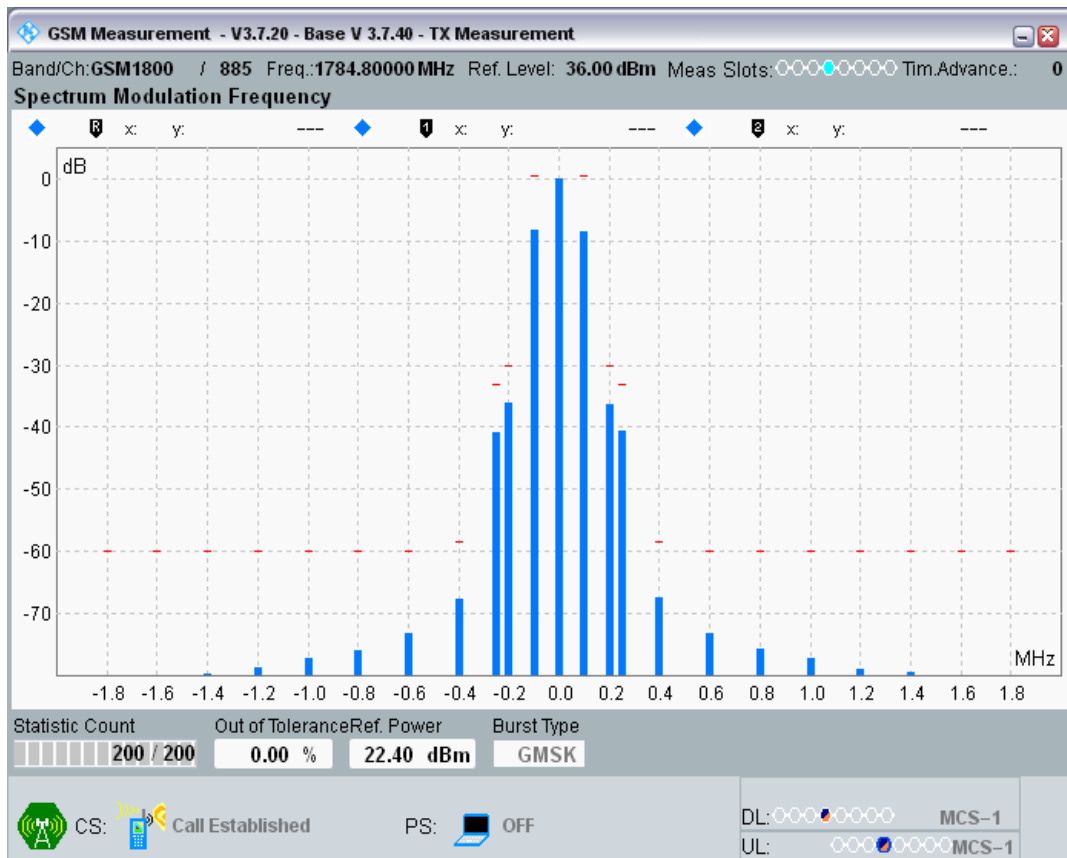 GSM Measurement - V3.7.20 - Base V 3.7.40 - TX Measurement
Band/Ch:GSM1800 / 885 Freq.:1784.80000 MHz Ref. Level: 36.00 dBm Meas Slots: Tim.Advance.: 0
Spectrum Modulation Frequency
R x: y: --- 1 x: y: --- 2 x: y: ---
dB
0
-10
-20
-30
-40
-50
-60
-70
MHz
-1.8 -1.6 -1.4 -1.2 -1.0 -0.8 -0.6 -0.4 -0.2 0.0 0.2 0.4 0.6 0.8 1.0 1.2 1.4 1.6 1.8
Statistic Count Out of Tolerance Ref. Power Burst Type
200 / 200 0.00 % 22.40 dBm GMSK
CS: Call Established PS: OFF
DL: MCS-1
UL: MCS-1